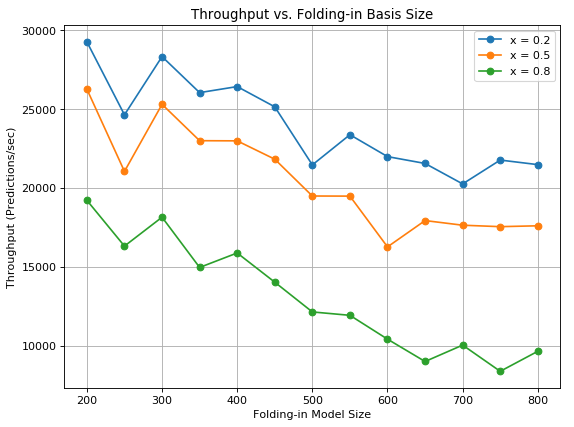 Throughput vs. Folding-in Basis Size
x = 0.2
x = 0.5
x = 0.8
Throughput (Predictions/sec)
30000
25000
20000
15000
10000
200 300 400 500 600 700 800
Folding-in Model Size